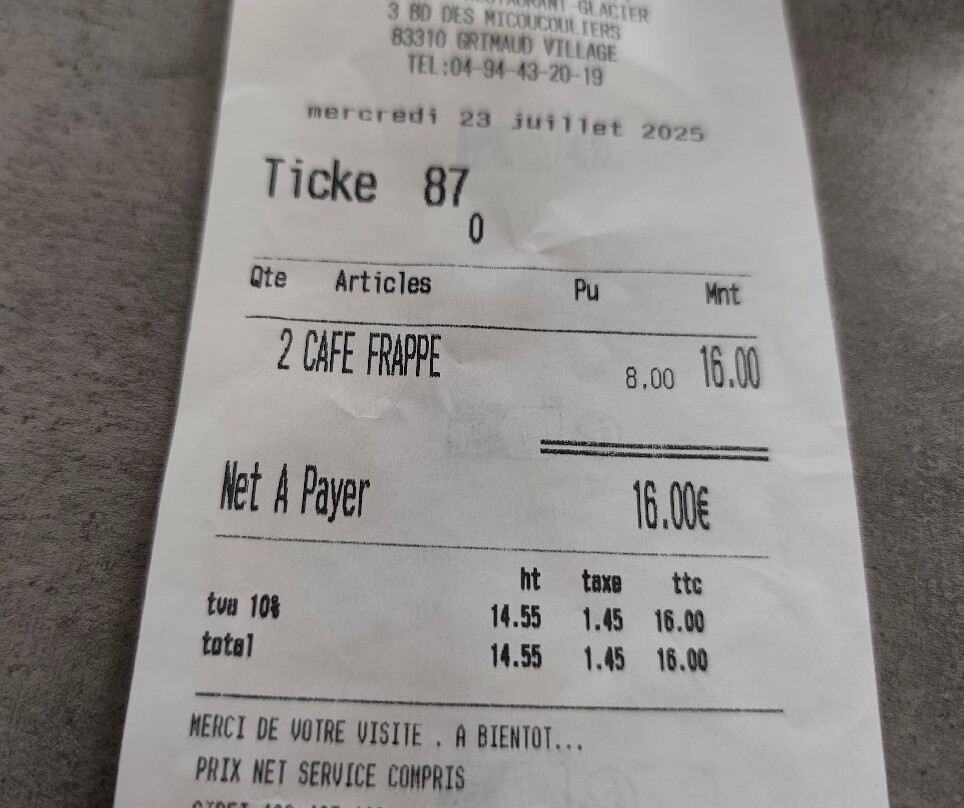 RESTAURANT-GLACIER
3 BD DES MICOUCOULIERS
83310 GRIMAUD VILLAGE
TEL:04-94-43-20-19
mercredi 23 juillet 2025
Ticke 87
0
Qte Articles Pu Mnt
2 CAFE FRAPPE 8,00 16.00
Net A Payer 16.00€
ht taxe ttc
tva 10% 14.55 1.45 16.00
total 14.55 1.45 16.00
MERCI DE VOTRE VISITE . A BIENTOT...
PRIX NET SERVICE COMPRIS